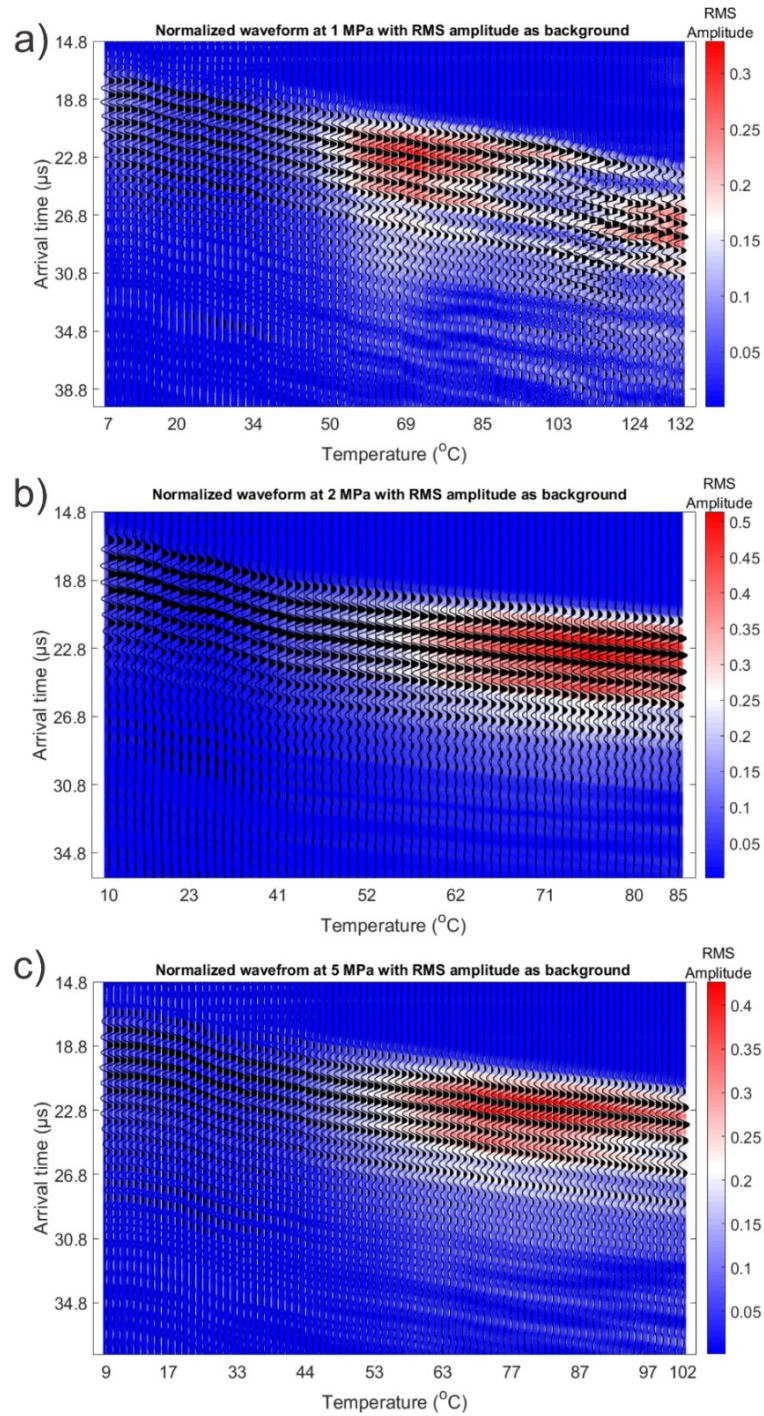 a)
Normalized waveform at 1 MPa with RMS amplitude as background
RMS
Amplitude
14.8
18.8
22.8
26.8
30.8
34.8
38.8
Arrival time (µs)
7 20 34 50 69 85 103 124 132
Temperature (°C)
0.3
0.25
0.2
0.15
0.1
0.05
b)
Normalized waveform at 2 MPa with RMS amplitude as background
RMS
Amplitude
14.8
18.8
22.8
26.8
30.8
34.8
Arrival time (µs)
10 23 41 52 62 71 80 85
Temperature (°C)
0.5
0.45
0.4
0.35
0.3
0.25
0.2
0.15
0.1
0.05
c)
Normalized wavefrom at 5 MPa with RMS amplitude as background
RMS
Amplitude
14.8
18.8
22.8
26.8
30.8
34.8
Arrival time (µs)
9 17 33 44 53 63 77 87 97 102
Temperature (°C)
0.4
0.35
0.3
0.25
0.2
0.15
0.1
0.05